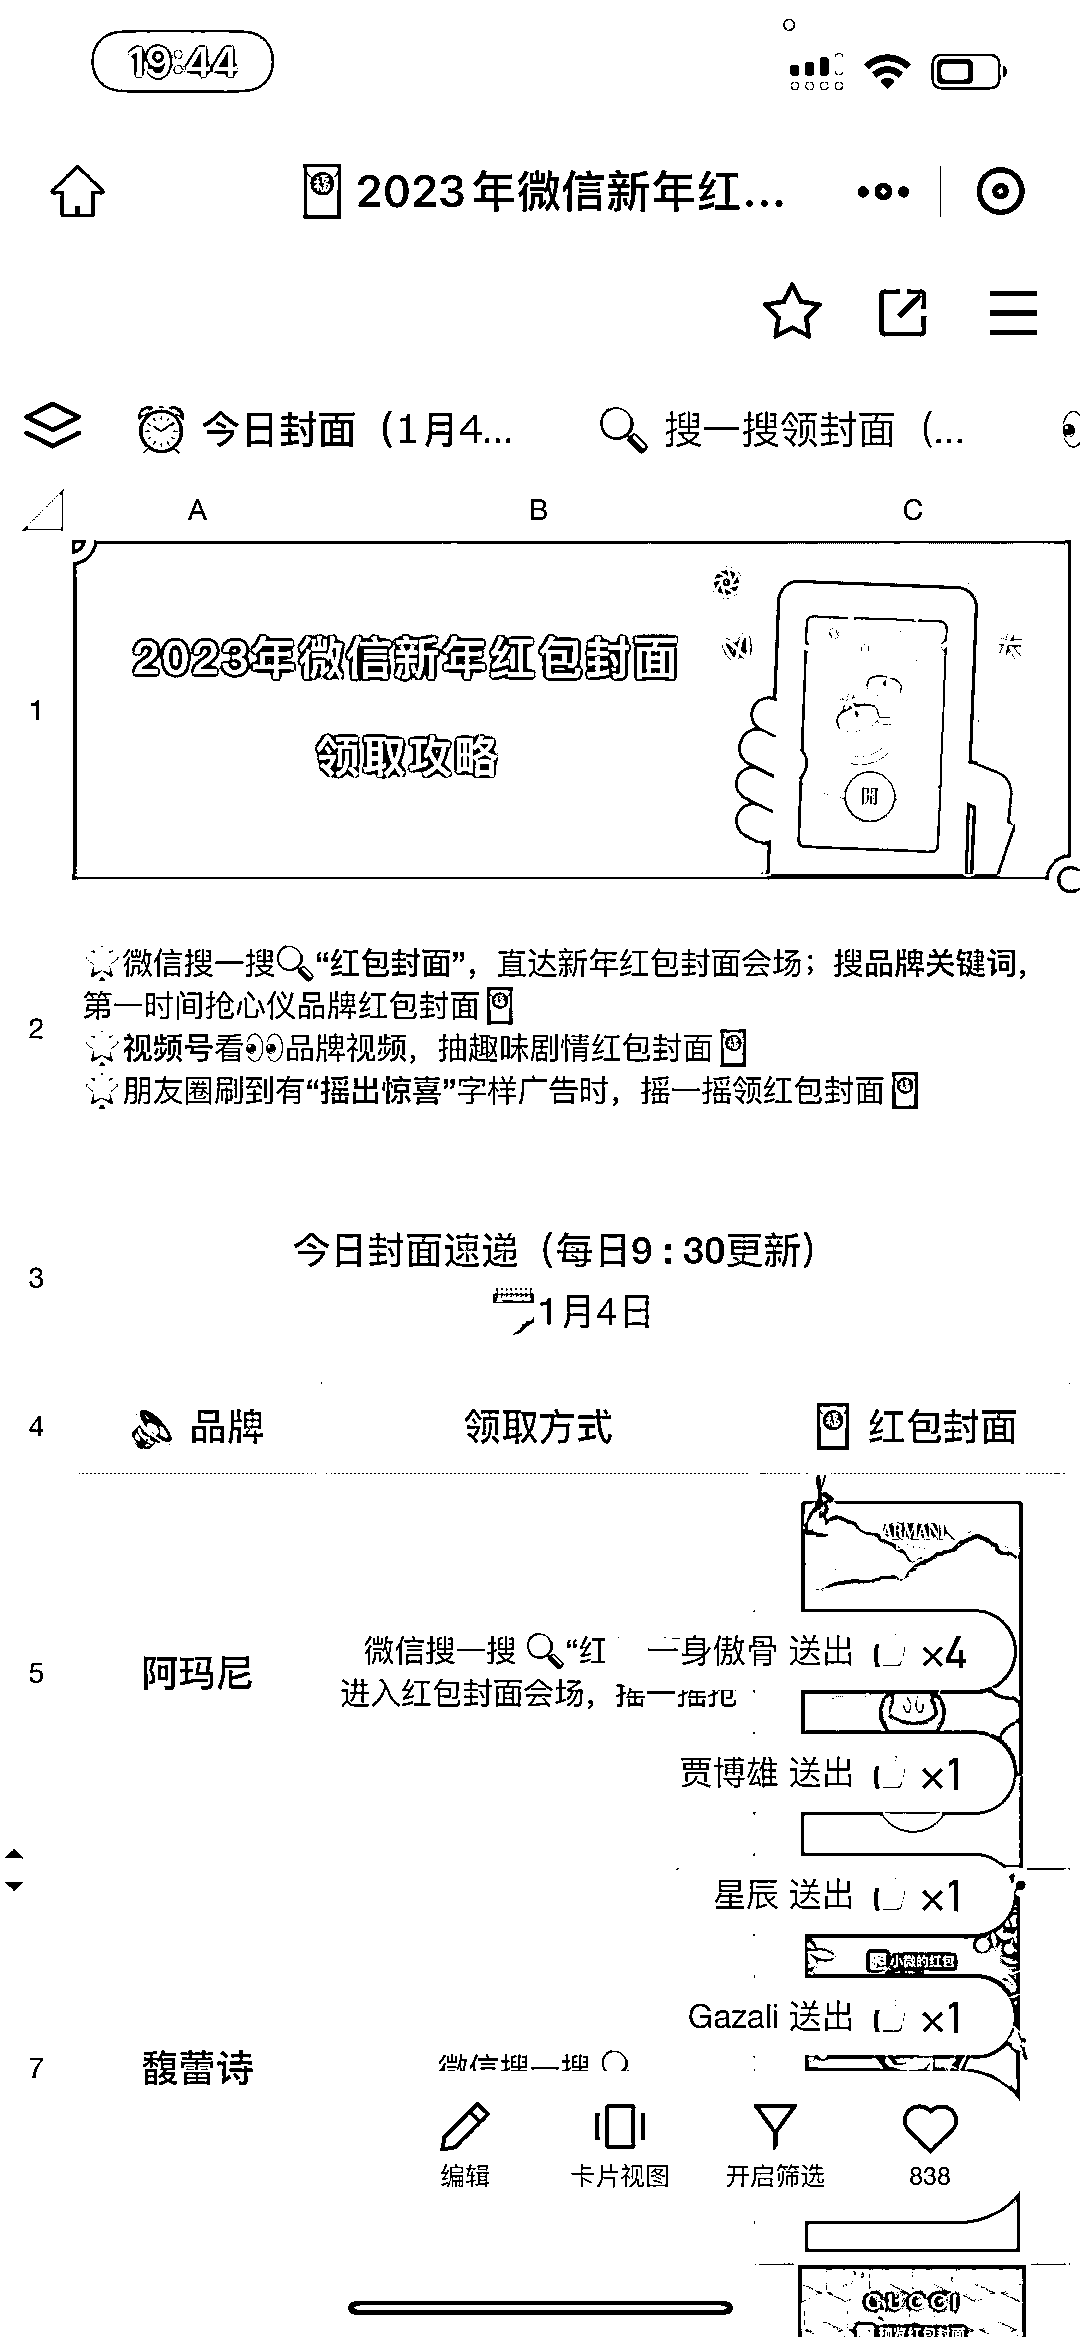 19:44
2023年微信新年红...
今日封面（1月4...
搜一搜领封面（...
A
B
C
1
2023年微信新年红包封面
领取攻略
開
2
微信搜一搜🔍“红包封面”，直达新年红包封面会场；搜品牌关键词，
第一时间抢心仪品牌红包封面
视频号看👀品牌视频，抽趣味剧情红包封面
朋友圈刷到有“摇出惊喜”字样广告时，摇一摇领红包封面
3
今日封面速递（每日9：30更新）
1月4日
4
品牌
领取方式
红包封面
ARMANI
5
阿玛尼
微信搜一搜 🔍“红
进入红包封面会场，摇一摇抢
一身傲骨 送出 ×4
贾博雄 送出 ×1
星辰 送出 ×1
小微的红包
Gazali 送出 ×1
7
馥蕾诗
微信搜一搜
编辑
卡片视图
开启筛选
838
GUCCI